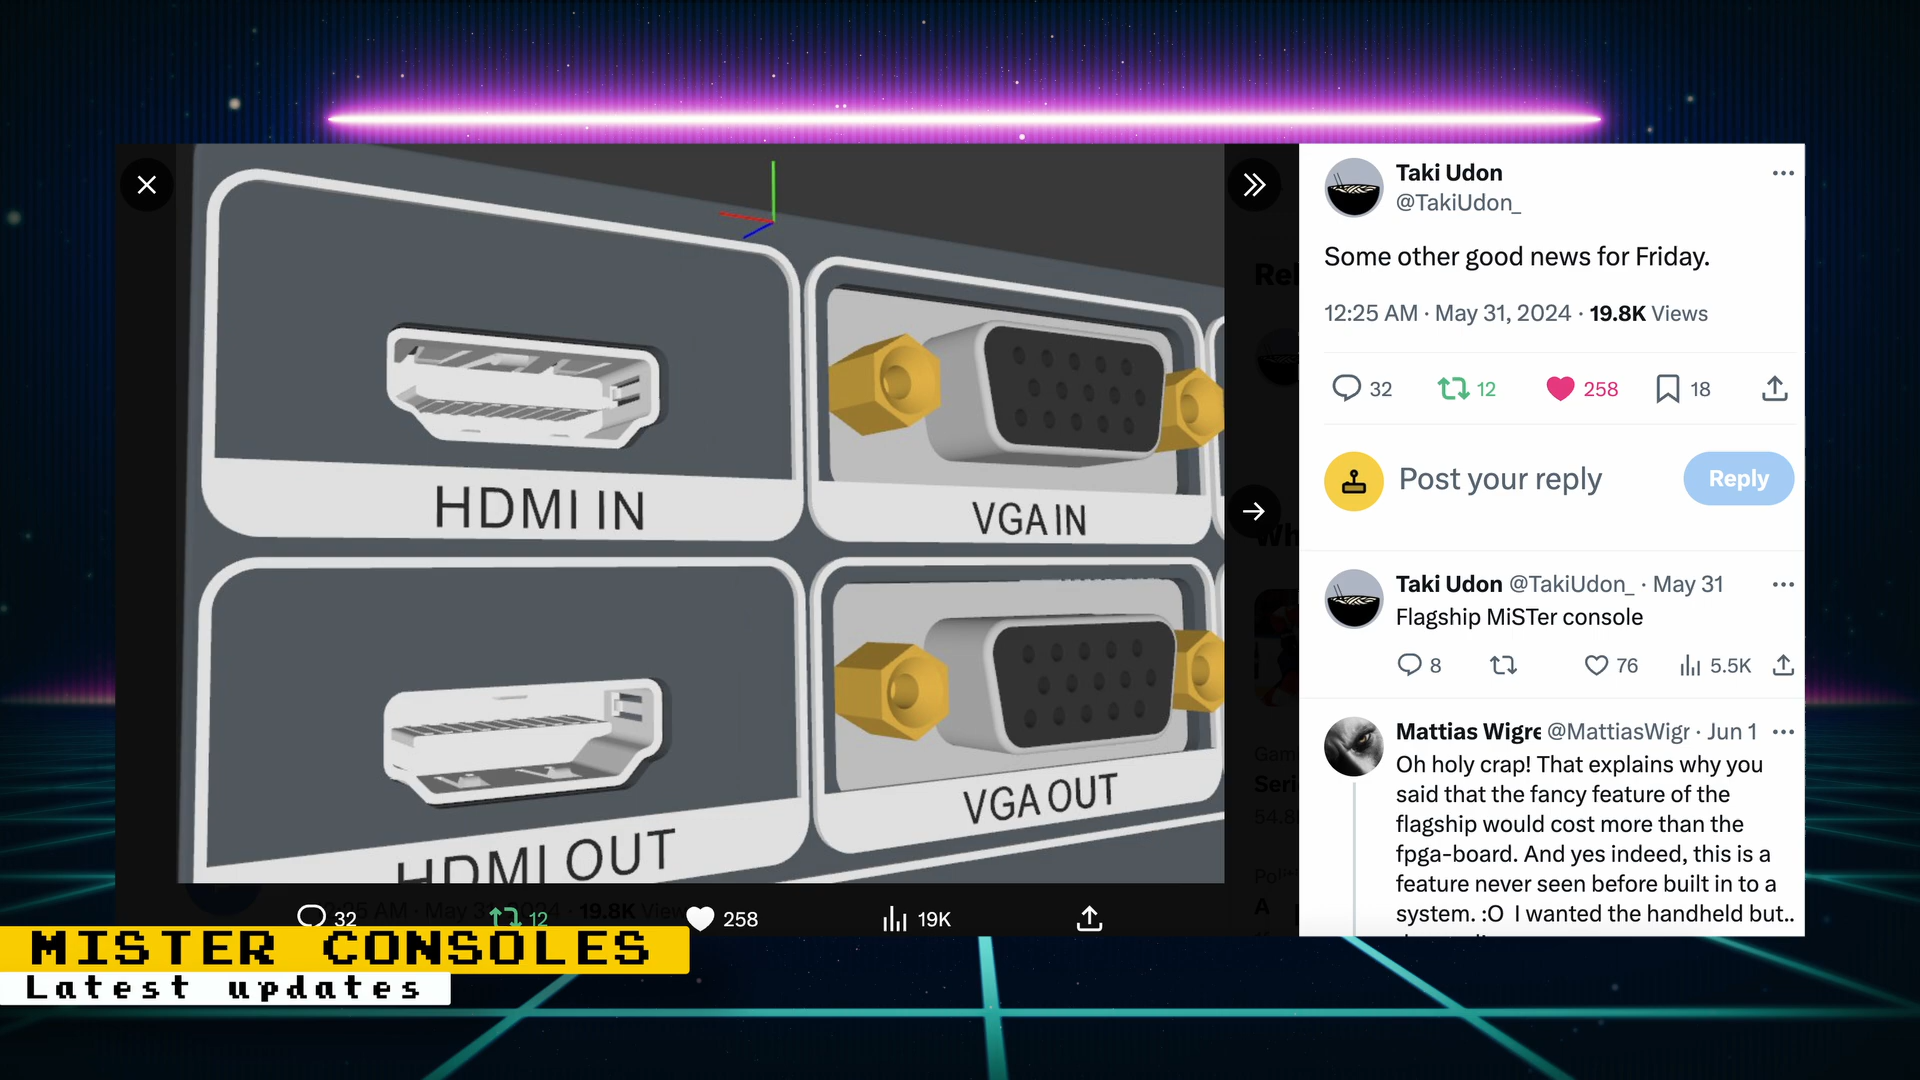 HDMI IN
VGA IN
HDMI OUT
VGA OUT
32
12
258
19K
MISTER CONSOLES
Latest updates
Taki Udon
@TakiUdon_
Some other good news for Friday.
12:25 AM · May 31, 2024 · 19.8K Views
32 12 258 18
Post your reply
Reply
Taki Udon @TakiUdon_ · May 31
Flagship MiSTer console
8 76 5.5K
Mattias Wigre @MattiasWigr · Jun 1
Oh holy crap! That explains why you
said that the fancy feature of the
flagship would cost more than the
fpga-board. And yes indeed, this is a
feature never seen before built in to a
system. :O I wanted the handheld but..